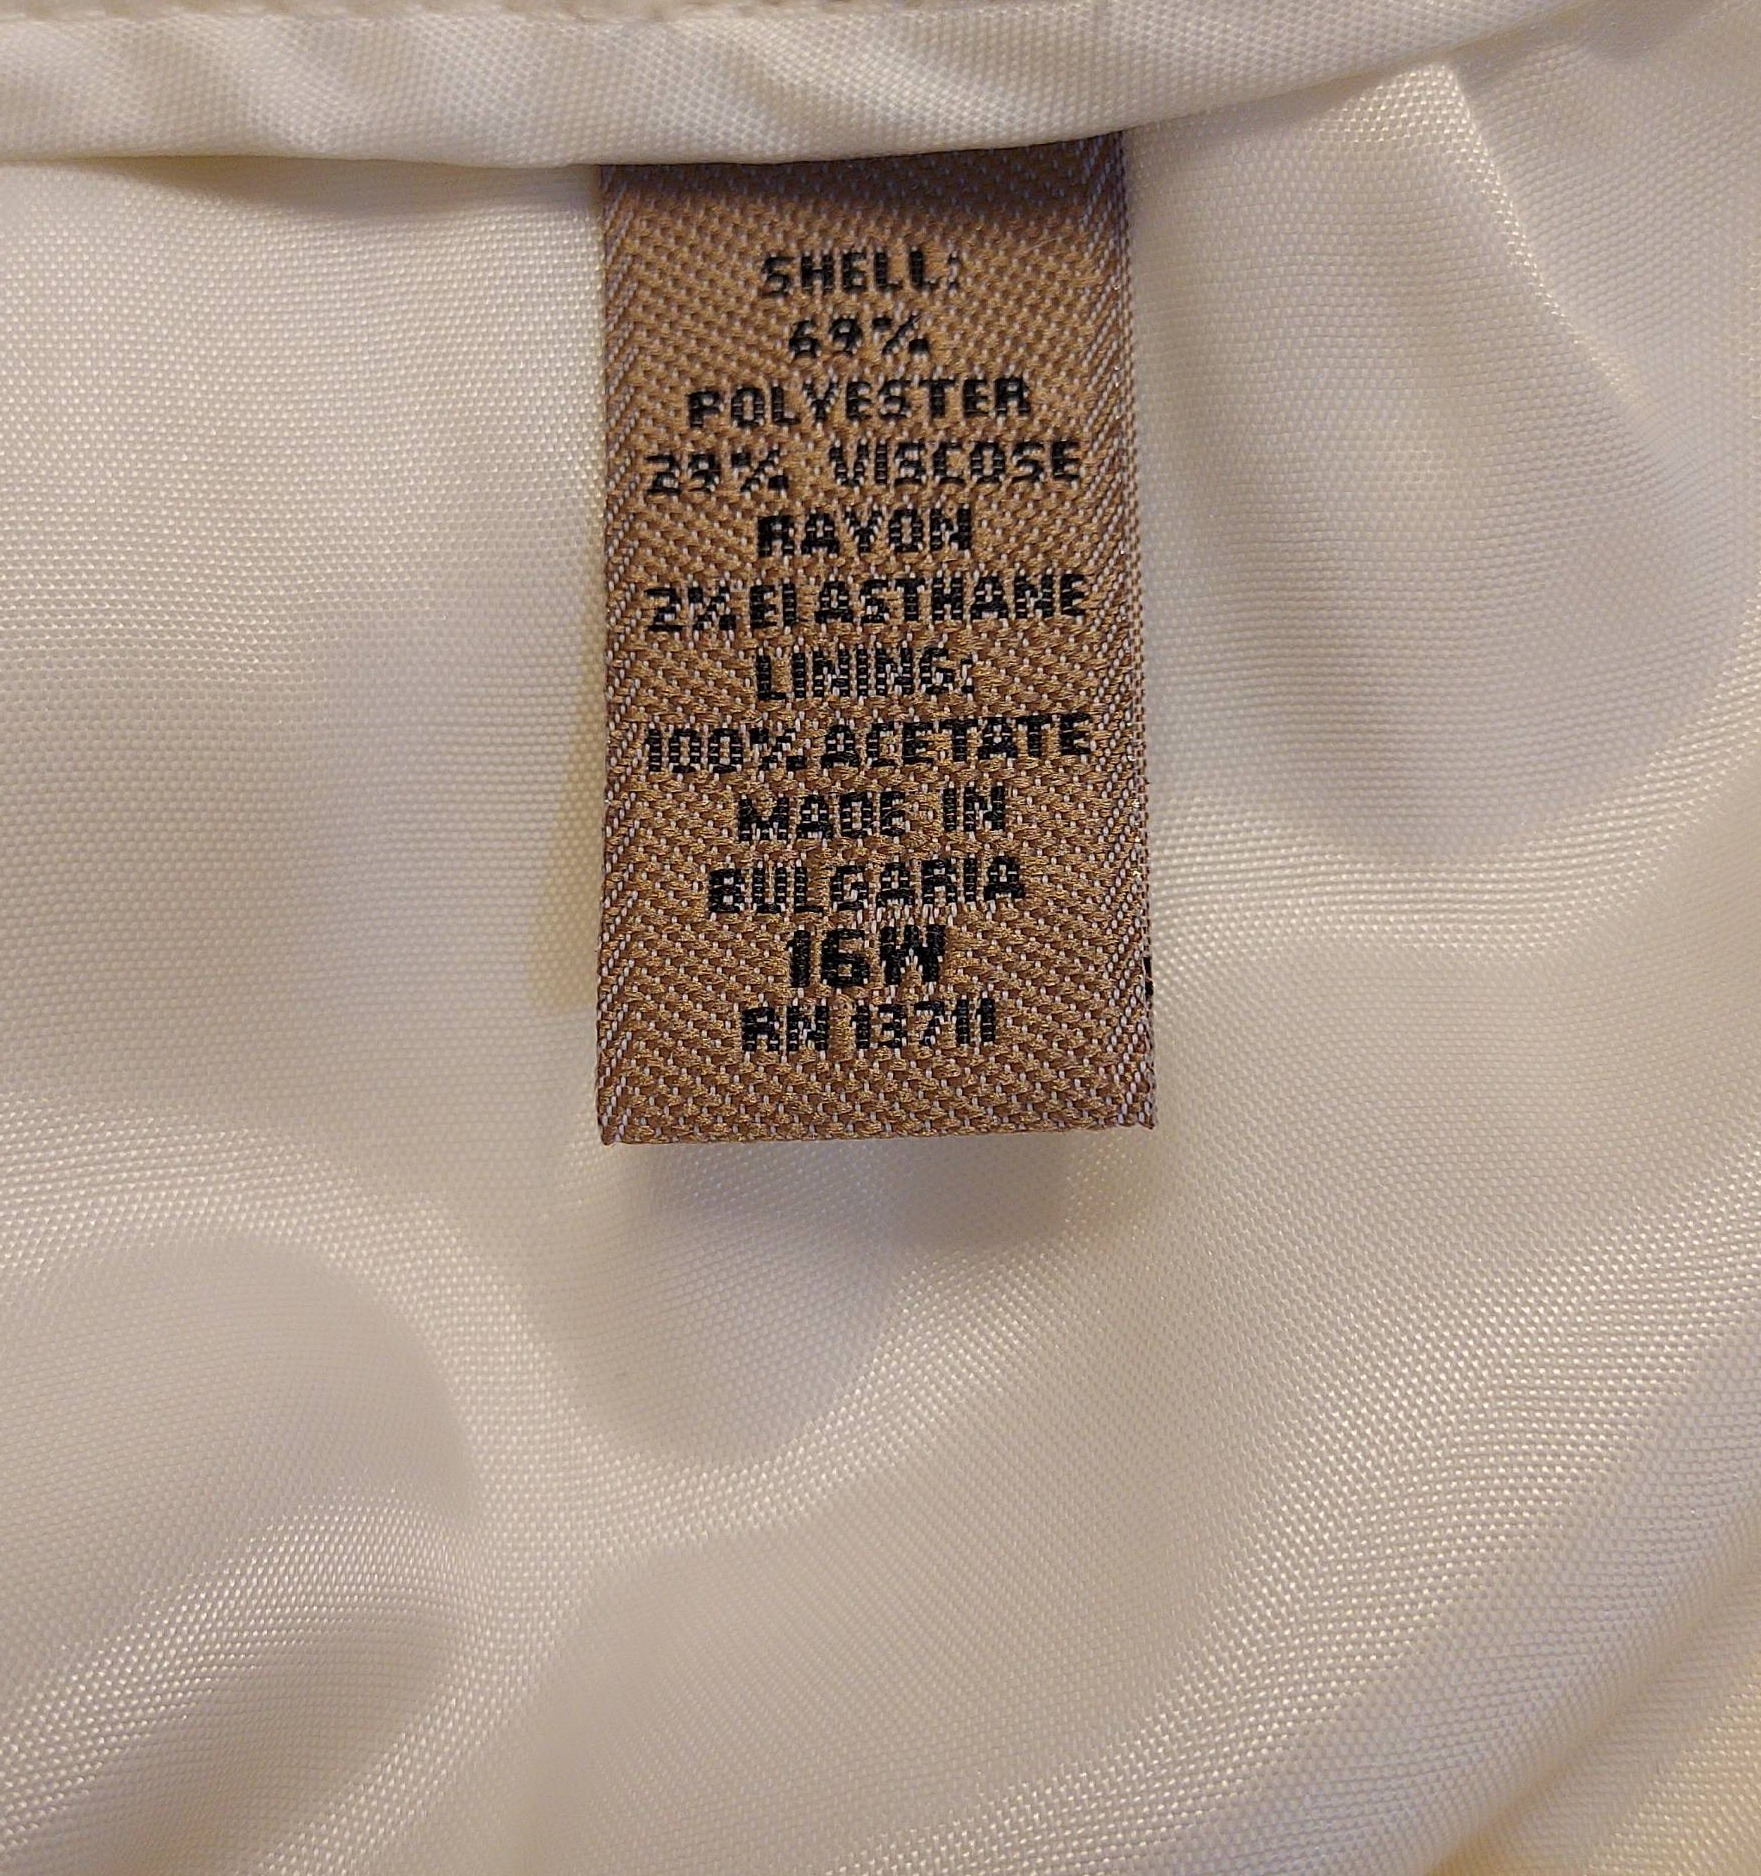 SHELL:
69%
POLYESTER
29% VISCOSE
RAYON
2% ELASTHANE
LINING:
100% ACETATE
MADE IN
BULGARIA
16W
RN 13711